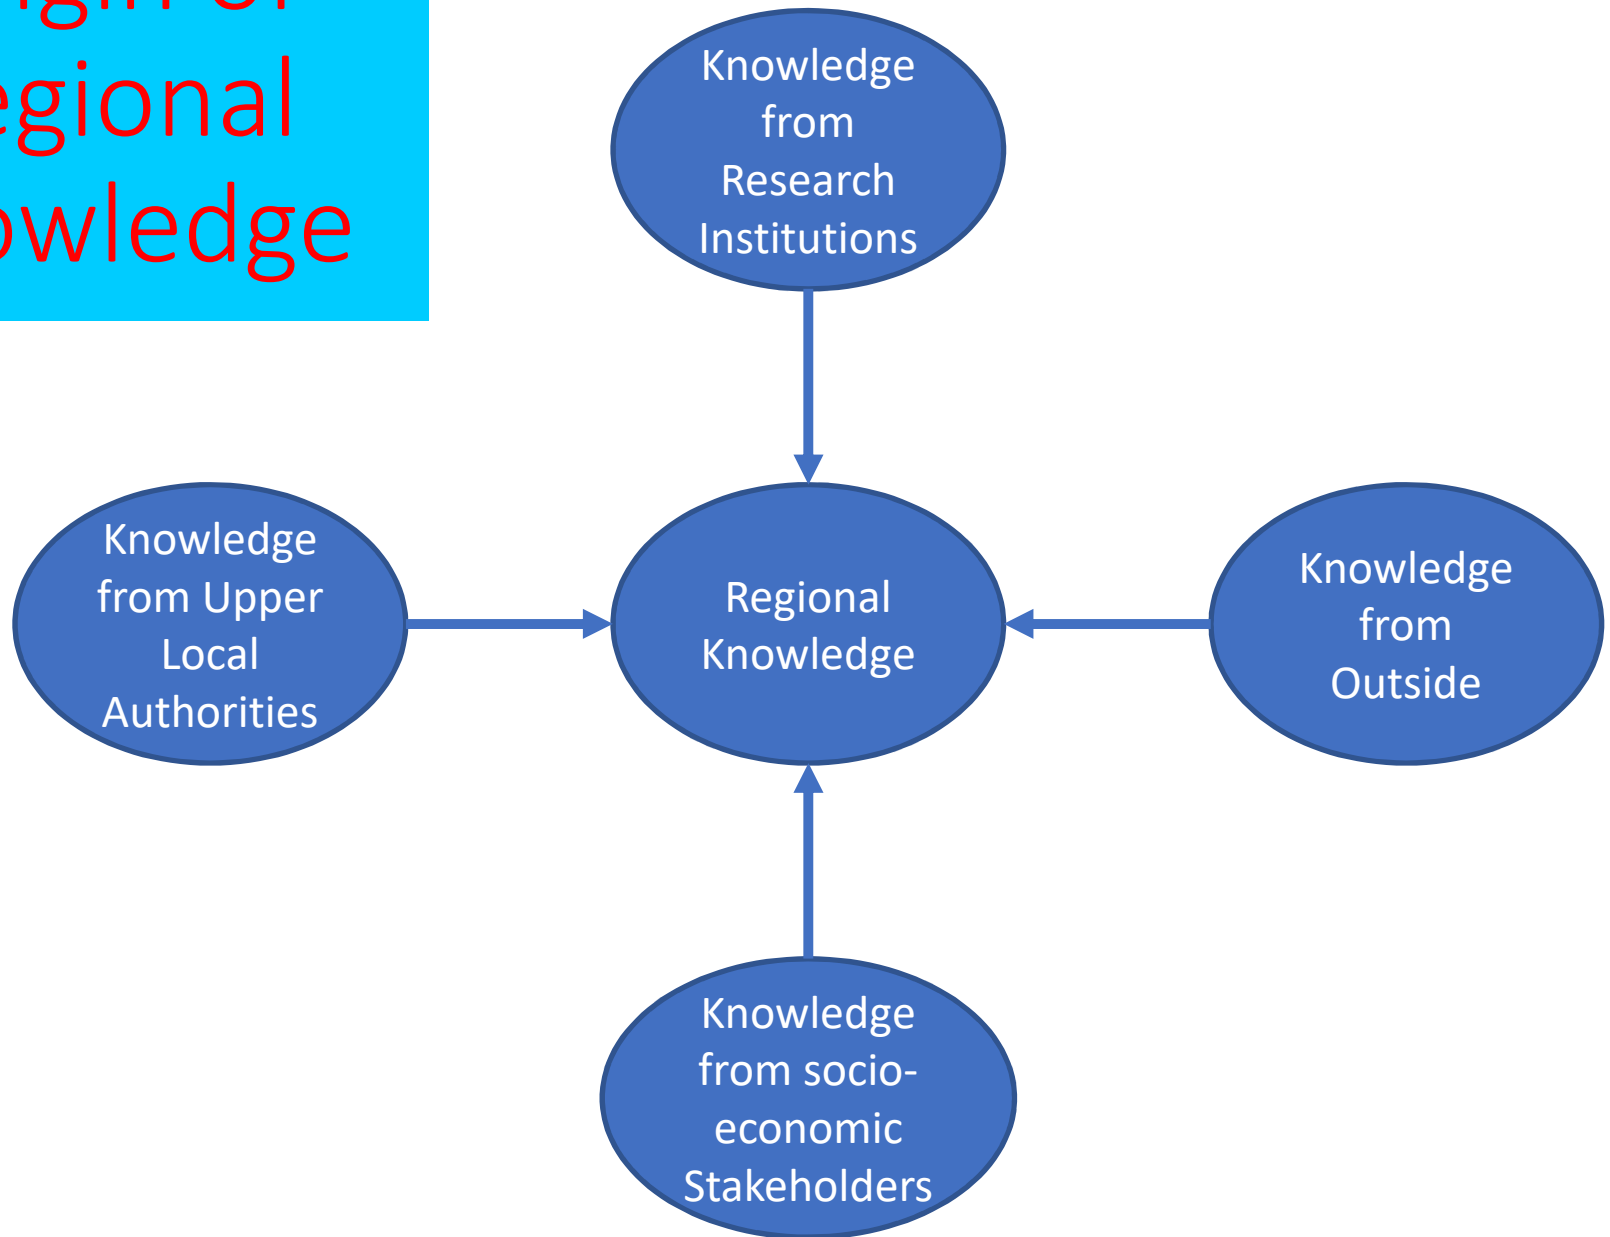 egional
owledge
Knowledge
from
Research
Institutions
Knowledge
from Upper
Local
Authorities
Regional
Knowledge
Knowledge
from
Outside
Knowledge
from socio-
economic
Stakeholders